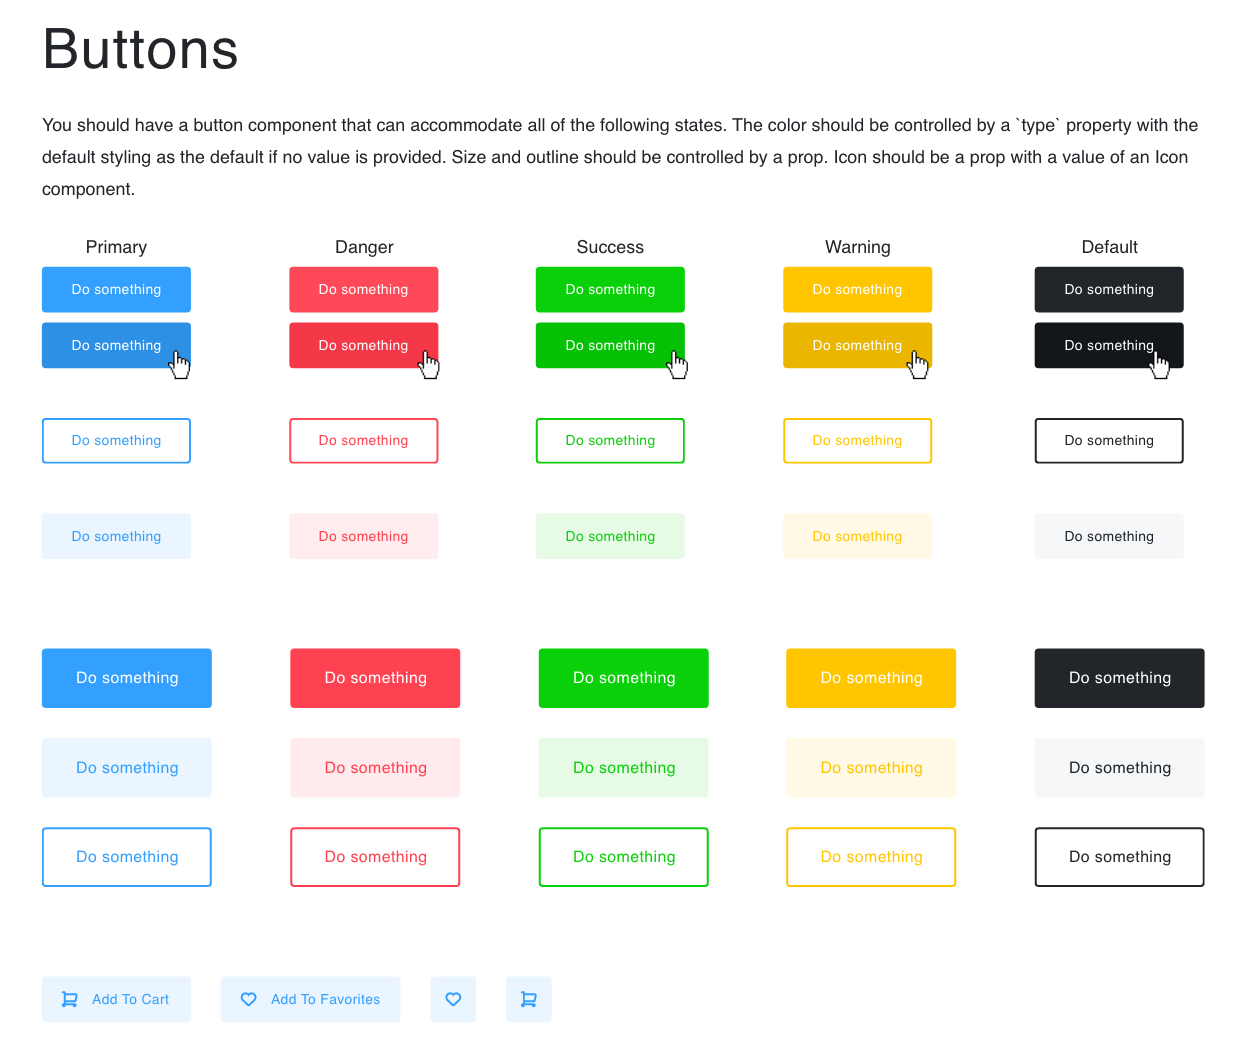 Buttons
You should have a button component that can accommodate all of the following states. The color should be controlled by a `type` property with the
default styling as the default if no value is provided. Size and outline should be controlled by a prop. Icon should be a prop with a value of an Icon
component.
Primary Danger Success Warning Default
Do something Do something Do something Do something Do something
Do something Do something Do something Do something Do something
Do something Do something Do something Do something Do something
Do something Do something Do something Do something Do something
Do something Do something Do something Do something Do something
Do something Do something Do something Do something Do something
Do something Do something Do something Do something Do something
Add To Cart Add To Favorites